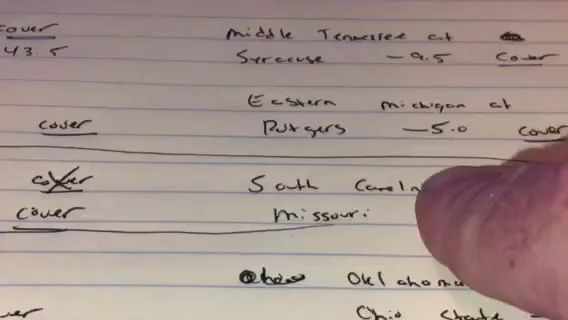 cover
43.5
Middle Tennessee at
Syracuse -9.5 cover
Eastern Michigan at
cover Rutgers -5.0 cover
cover South Carolin
cover Missouri
Oklahoma
Ohio State -